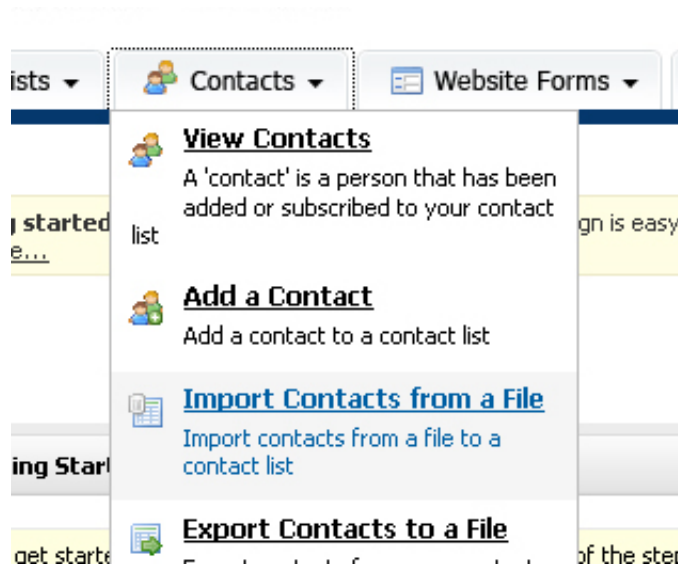 ists Contacts Website Forms
View Contacts
A 'contact' is a person that has been
added or subscribed to your contact
list
started
gn is easy
e...
Add a Contact
Add a contact to a contact list
Import Contacts from a File
Import contacts from a file to a
contact list
ing Start
Export Contacts to a File
get starte
of the step